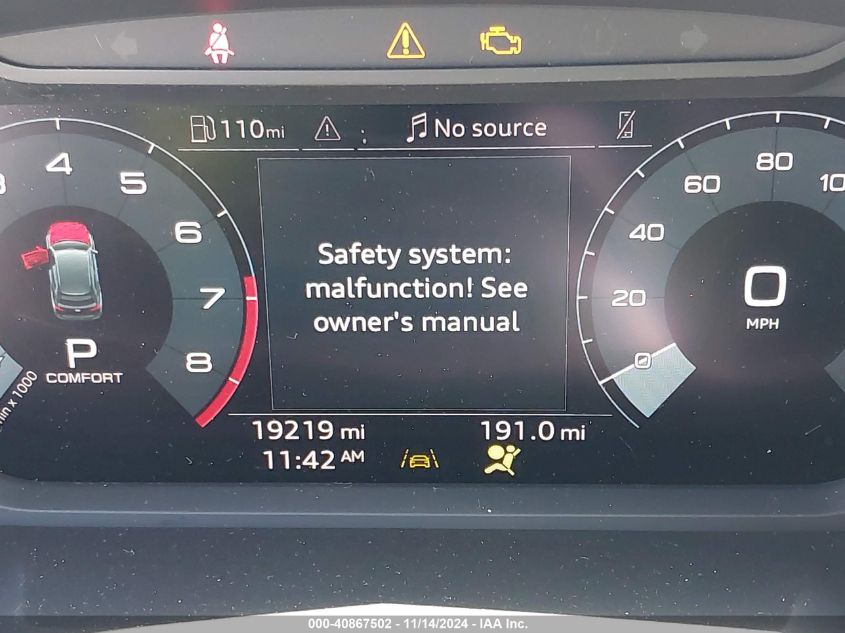 110mi No source
Safety system:
malfunction! See
owner's manual
3 4 5 6 7 8
min x 1000
P
COMFORT
0 20 40 60 80
0
MPH
19219 mi 191.0 mi
11:42 AM
000-40867502 - 11/14/2024 - IAA Inc.